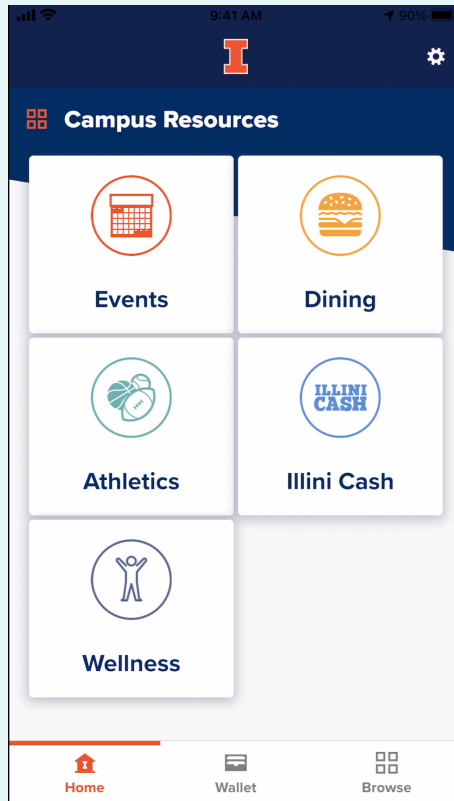 9:41 AM 90%
I
Campus Resources
Events Dining
ILLINI
CASH
Athletics Illini Cash
Wellness
I
Home Wallet Browse